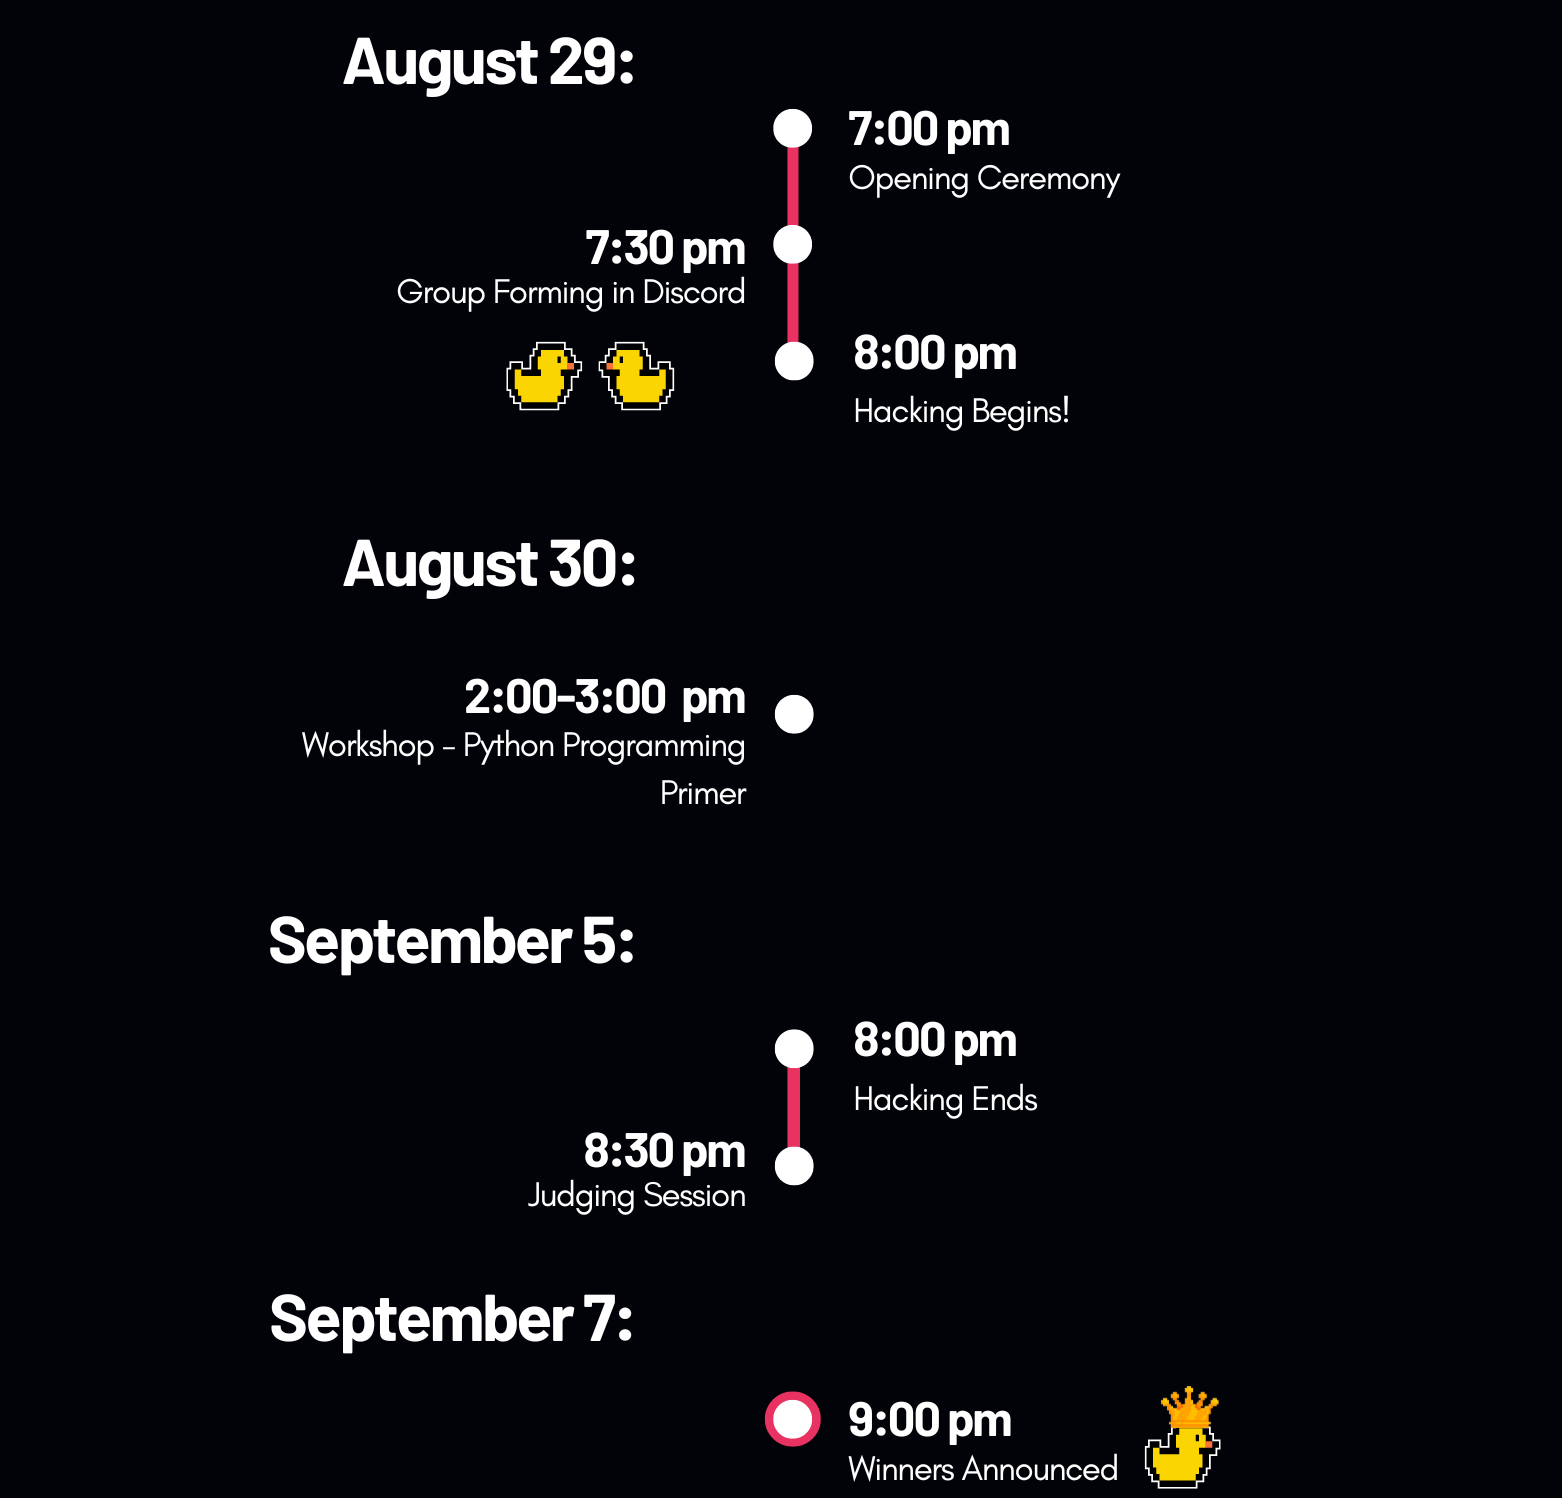 August 29:
7:00 pm
Opening Ceremony
7:30 pm
Group Forming in Discord
8:00 pm
Hacking Begins!
August 30:
2:00-3:00 pm
Workshop - Python Programming
Primer
September 5:
8:00 pm
Hacking Ends
8:30 pm
Judging Session
September 7:
9:00 pm
Winners Announced